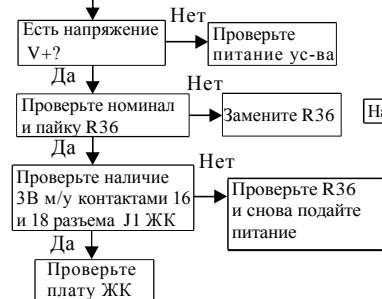 Нет
Есть напряжение
V+?
Проверьте
питание ус-ва
Да
Нет
Проверьте номинал
и пайку R36
Замените R36
Да
Нет
Проверьте наличие
3В м/у контактами 16
и 18 разъема J1 ЖК
Проверьте R36
и снова подайте
питание
Да
Проверьте
плату ЖК